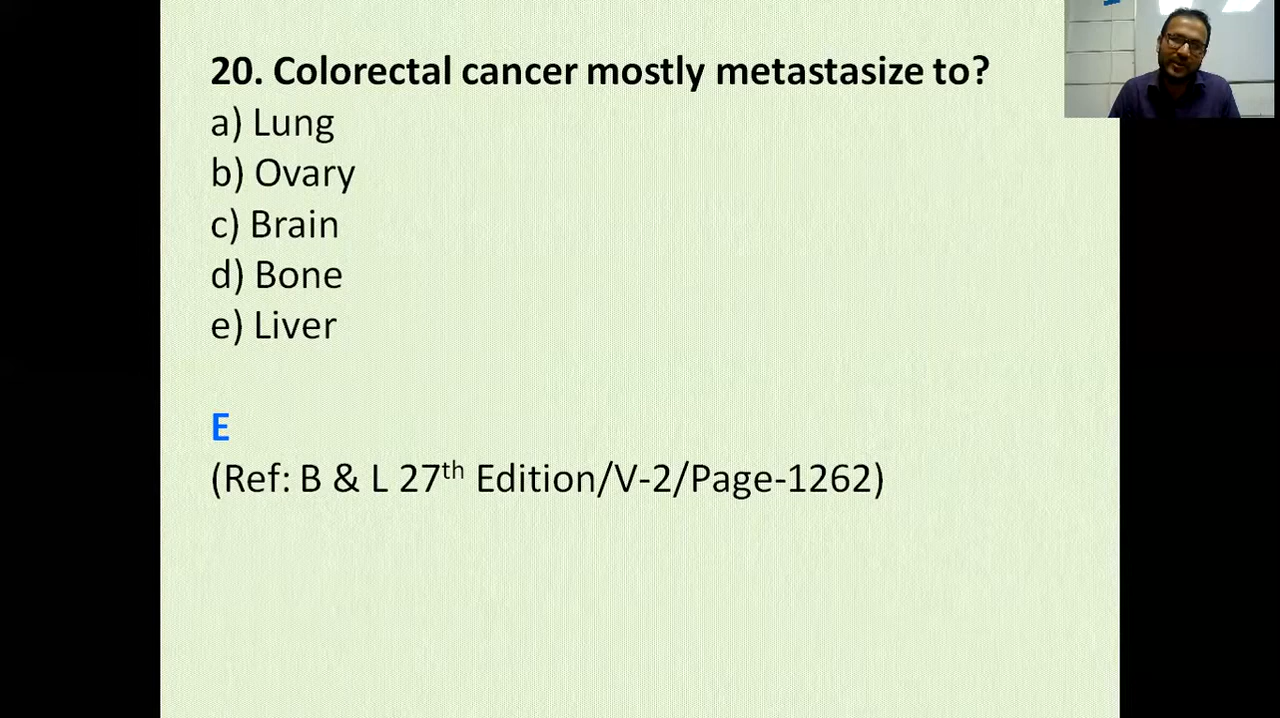 20. Colorectal cancer mostly metastasize to?
a) Lung
b) Ovary
c) Brain
d) Bone
e) Liver
E
(Ref: B & L 27th Edition/V-2/Page-1262)